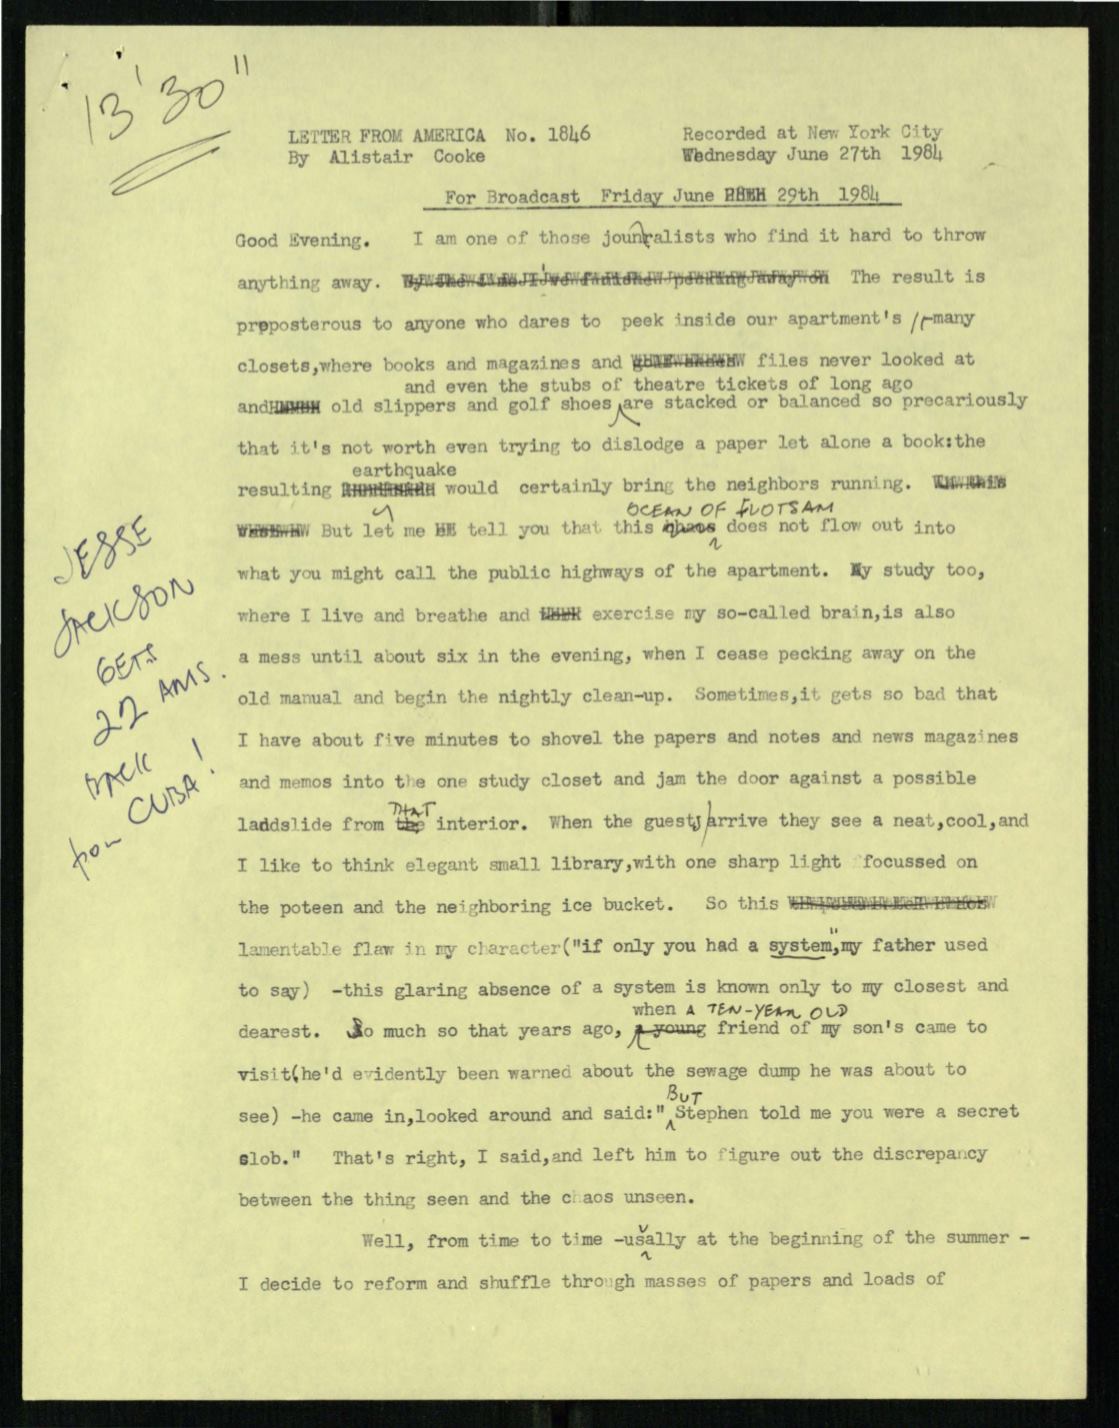 13'30"
LETTER FROM AMERICA No. 1846 Recorded at New York City
By Alistair Cooke Wednesday June 27th 1984
For Broadcast Friday June 29th 1984
Good Evening. I am one of those journalists who find it hard to throw
anything away. By the time I've finished pecking away on The result is
preposterous to anyone who dares to peek inside our apartment's many
closets,where books and magazines and files never looked at
and even the stubs of theatre tickets of long ago
and old slippers and golf shoes are stacked or balanced so precariously
that it's not worth even trying to dislodge a paper let alone a book:the
earthquake
resulting would certainly bring the neighbors running.
OCEAN OF FLOTSAM
But let me tell you that this chaos does not flow out into
what you might call the public highways of the apartment. My study too,
where I live and breathe and exercise my so-called brain,is also
a mess until about six in the evening, when I cease pecking away on the
old manual and begin the nightly clean-up. Sometimes,it gets so bad that
I have about five minutes to shovel the papers and notes and news magazines
and memos into the one study closet and jam the door against a possible
THAT
landslide from the interior. When the guests arrive they see a neat,cool,and
I like to think elegant small library,with one sharp light focussed on
the poteen and the neighboring ice bucket. So this
lamentable flaw in my character("if only you had a system",my father used
to say) -this glaring absence of a system is known only to my closest and
when A TEN-YEAR OLD
dearest. So much so that years ago, a young friend of my son's came to
visit(he'd evidently been warned about the sewage dump he was about to
BUT
see) -he came in,looked around and said:" Stephen told me you were a secret
slob." That's right, I said,and left him to figure out the discrepancy
between the thing seen and the chaos unseen.
Well, from time to time -usually at the beginning of the summer -
I decide to reform and shuffle through masses of papers and loads of
JESSE
JACKSON
GETS
22 AMS.
BACK
from CUBA!